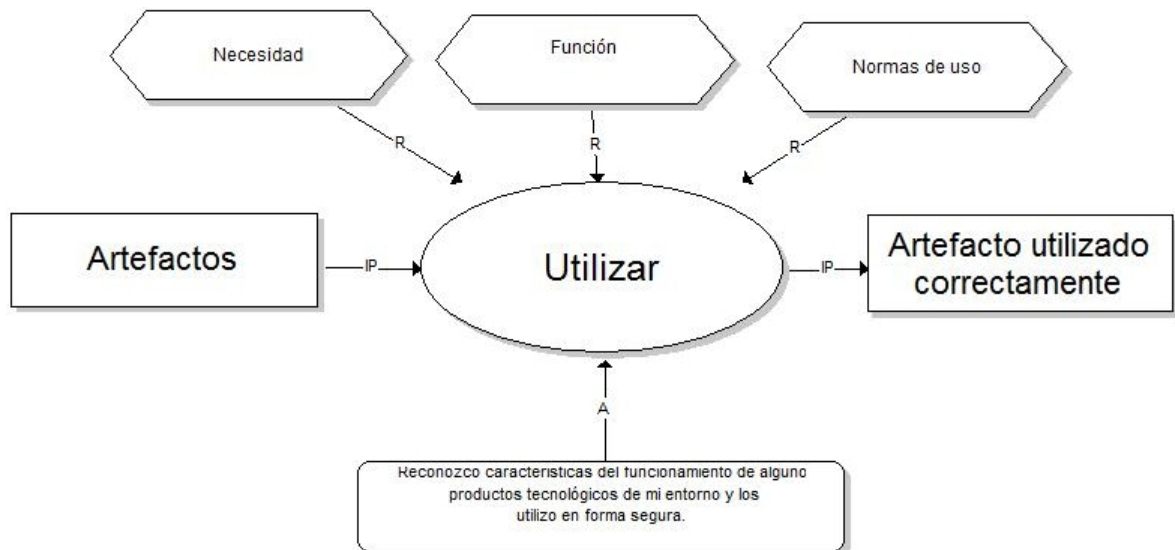 Necesidad
Función
Normas de uso
R
R
R
Artefactos
IP
Utilizar
IP
Artefacto utilizado
correctamente
A
Reconozco características del funcionamiento de alguno
productos tecnológicos de mi entorno y los
utilizo en forma segura.